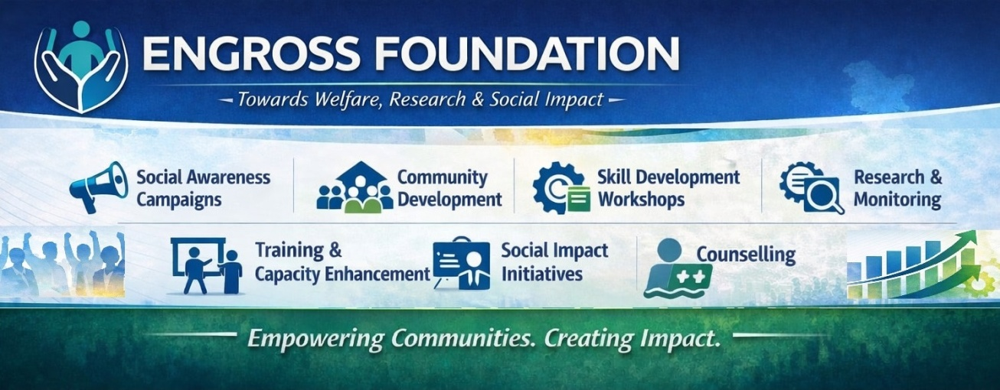 ENGROSS FOUNDATION
Towards Welfare, Research & Social Impact
Social Awareness
Campaigns
Community
Development
Skill Development
Workshops
Research &
Monitoring
Training &
Capacity Enhancement
Social Impact
Initiatives
Counselling
Empowering Communities. Creating Impact.